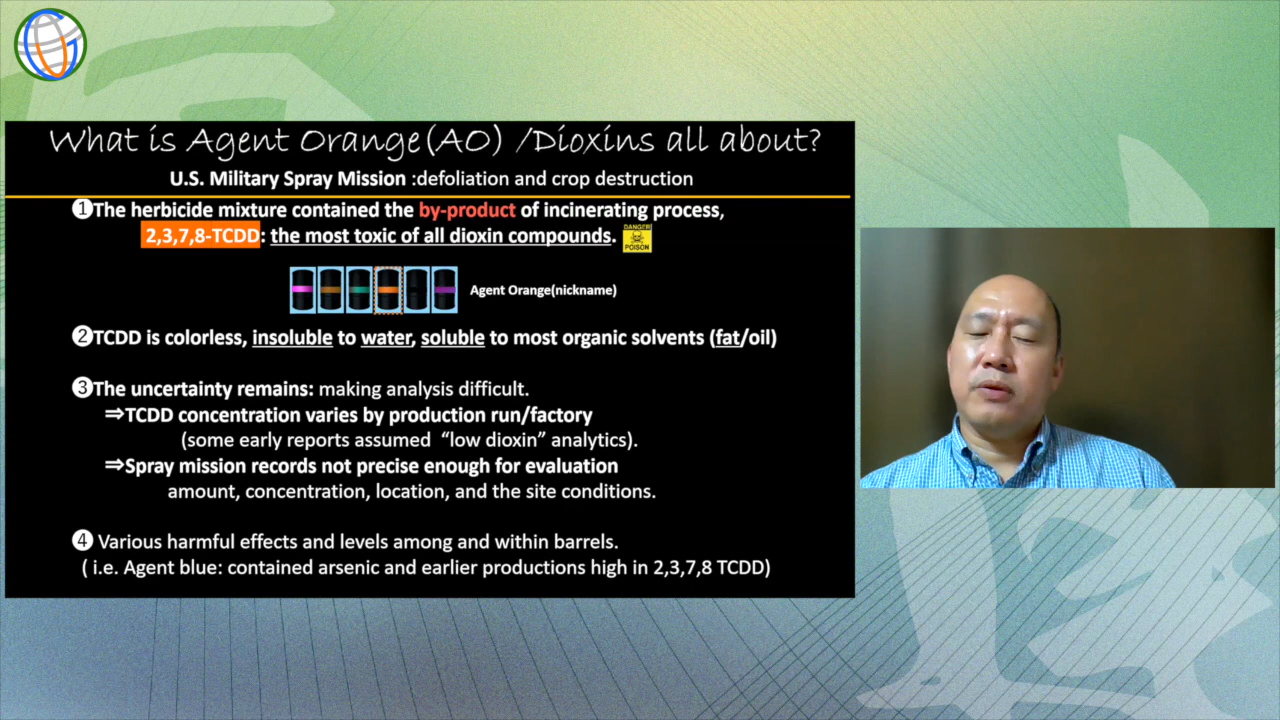 What is Agent Orange(AO) /Dioxins all about?
U.S. Military Spray Mission :defoliation and crop destruction
❶The herbicide mixture contained the by-product of incinerating process,
2,3,7,8-TCDD: the most toxic of all dioxin compounds.
DANGER!
POISON
Agent Orange(nickname)
❷TCDD is colorless, insoluble to water, soluble to most organic solvents (fat/oil)
❸The uncertainty remains: making analysis difficult.
⇒TCDD concentration varies by production run/factory
(some early reports assumed “low dioxin” analytics).
⇒Spray mission records not precise enough for evaluation
amount, concentration, location, and the site conditions.
❹ Various harmful effects and levels among and within barrels.
( i.e. Agent blue: contained arsenic and earlier productions high in 2,3,7,8 TCDD)